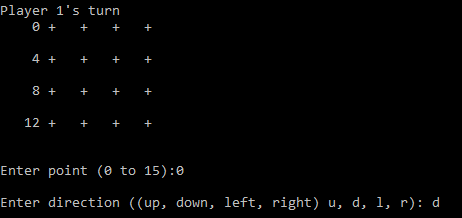 Player 1's turn
0 + + + +
4 + + + +
8 + + + +
12 + + + +
Enter point (0 to 15):0
Enter direction ((up, down, left, right) u, d, l, r): d